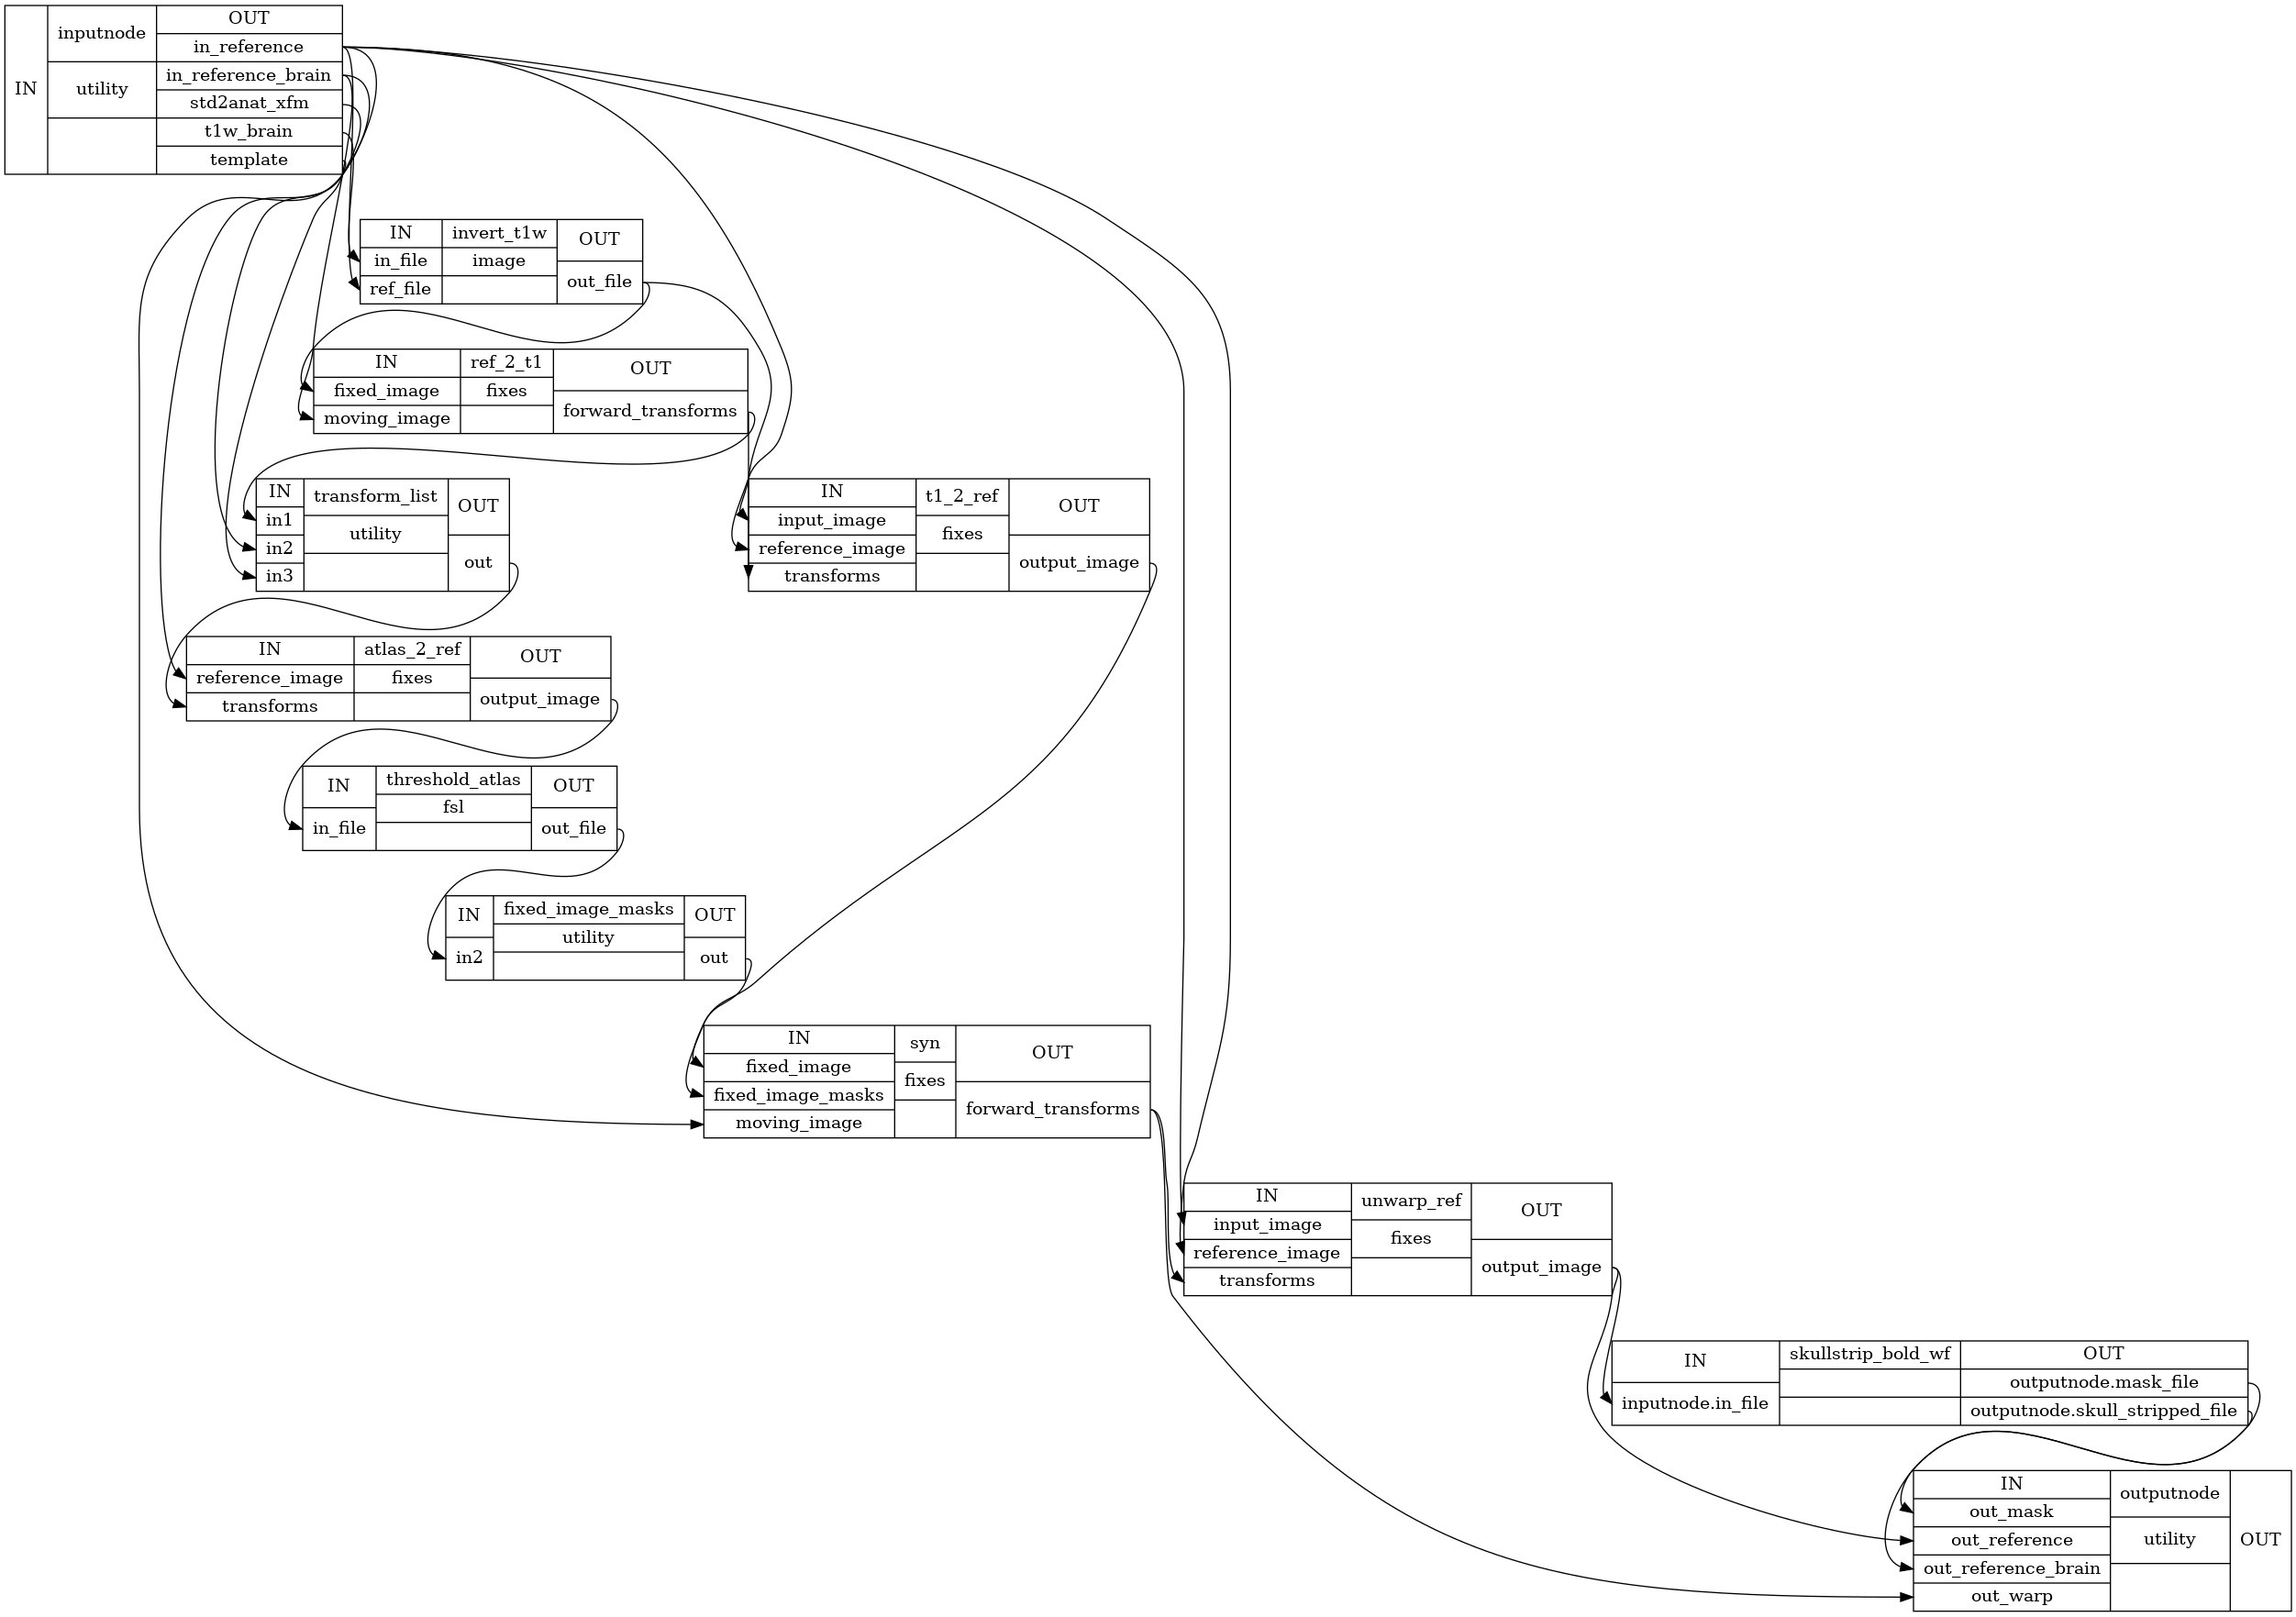 IN
inputnode
utility
OUT
in_reference
in_reference_brain
std2anat_xfm
t1w_brain
template
IN
in_file
ref_file
invert_t1w
image
OUT
out_file
IN
fixed_image
moving_image
ref_2_t1
fixes
OUT
forward_transforms
IN
in1
in2
in3
transform_list
utility
OUT
out
IN
input_image
reference_image
transforms
t1_2_ref
fixes
OUT
output_image
IN
reference_image
transforms
atlas_2_ref
fixes
OUT
output_image
IN
in_file
threshold_atlas
fsl
OUT
out_file
IN
in2
fixed_image_masks
utility
OUT
out
IN
fixed_image
fixed_image_masks
moving_image
syn
fixes
OUT
forward_transforms
IN
input_image
reference_image
transforms
unwarp_ref
fixes
OUT
output_image
IN
inputnode.in_file
skullstrip_bold_wf
OUT
outputnode.mask_file
outputnode.skull_stripped_file
IN
out_mask
out_reference
out_reference_brain
out_warp
outputnode
utility
OUT